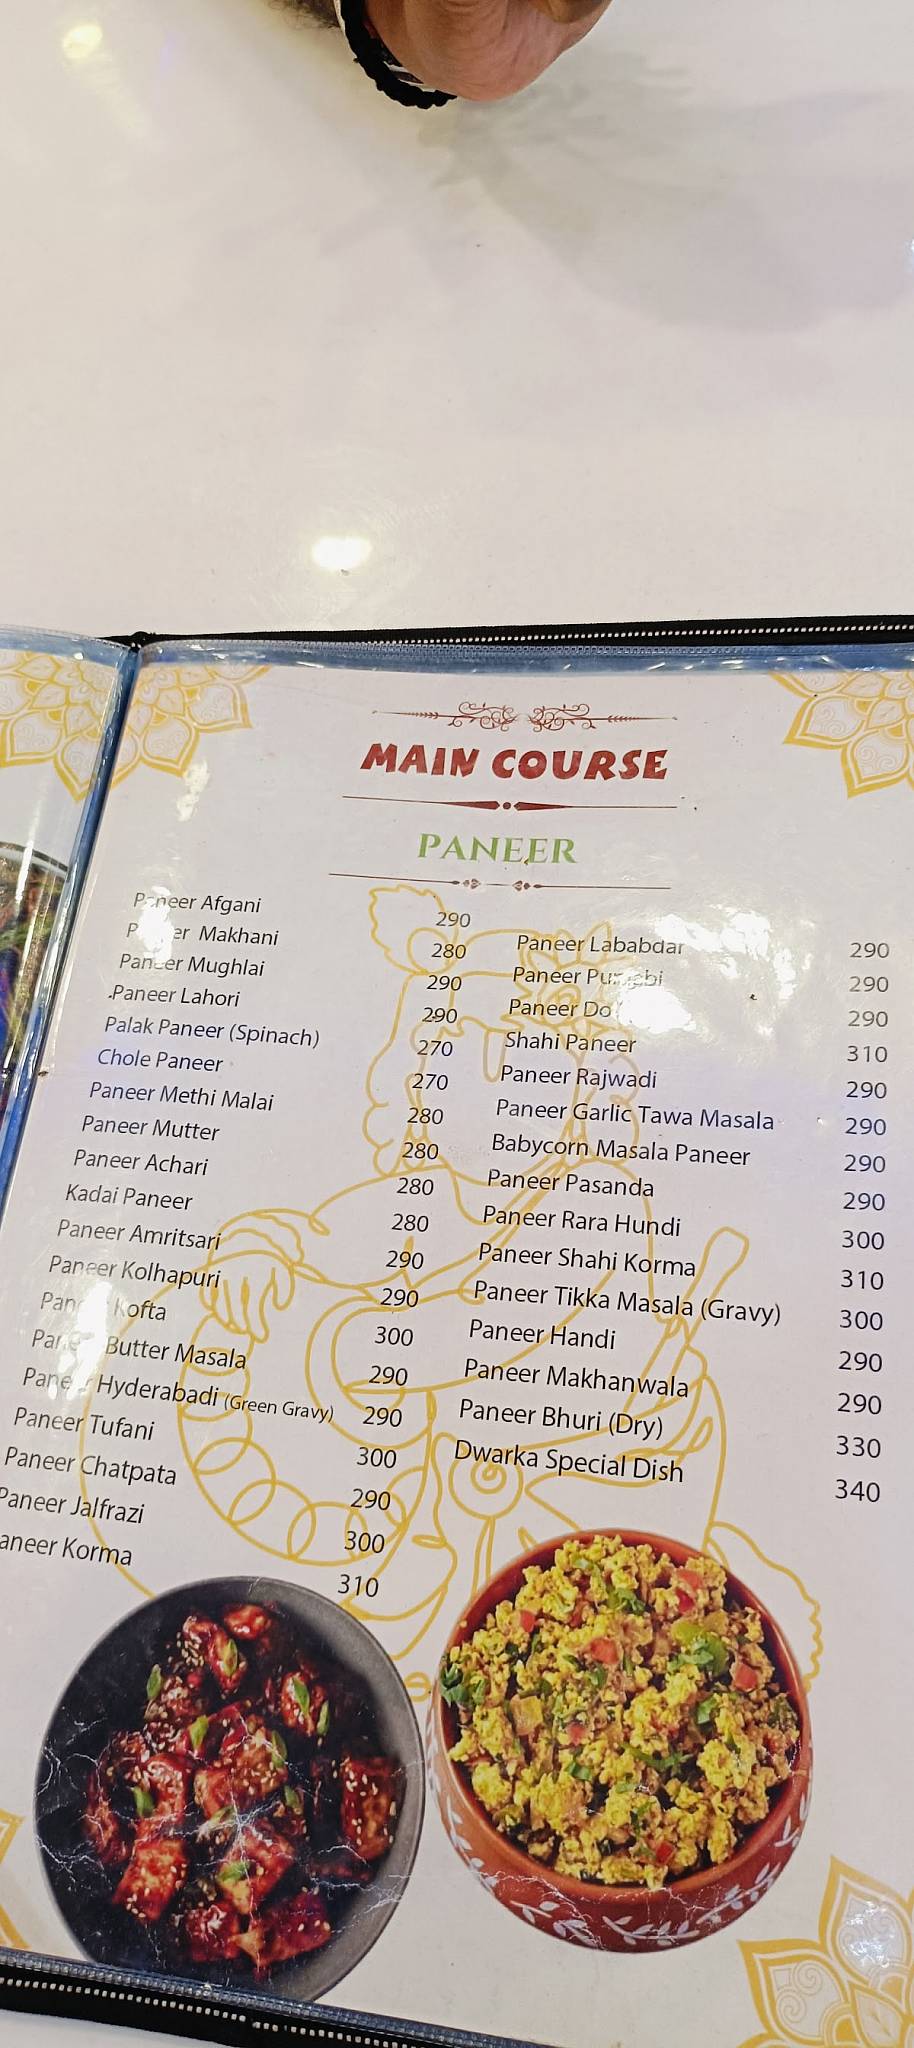 MAIN COURSE
PANEER
Paneer Afgani 290
Makhani 280
Paneer Mughlai 290
Paneer Lahori 290
Palak Paneer (Spinach) 270
Chole Paneer 270
Paneer Methi Malai 280
Paneer Mutter 280
Paneer Achari 280
Kadai Paneer 280
Paneer Amritsari 290
Paneer Kolhapuri 290
Kofta 300
Butter Masala 290
Hyderabadi (Green Gravy) 290
Paneer Tufani 300
Paneer Chatpata 290
Paneer Jalfrazi 300
aneer Korma 310
Paneer Lababdar 290
Paneer Punjabi 290
Paneer 290
Shahi Paneer 310
Paneer Rajwadi 290
Paneer Garlic Tawa Masala 290
Babycorn Masala Paneer 290
Paneer Pasanda 290
Paneer Rara Hundi 300
Paneer Shahi Korma 310
Paneer Tikka Masala (Gravy) 300
Paneer Handi 290
Paneer Makhanwala 290
Paneer Bhuri (Dry) 330
Dwarka Special Dish 340